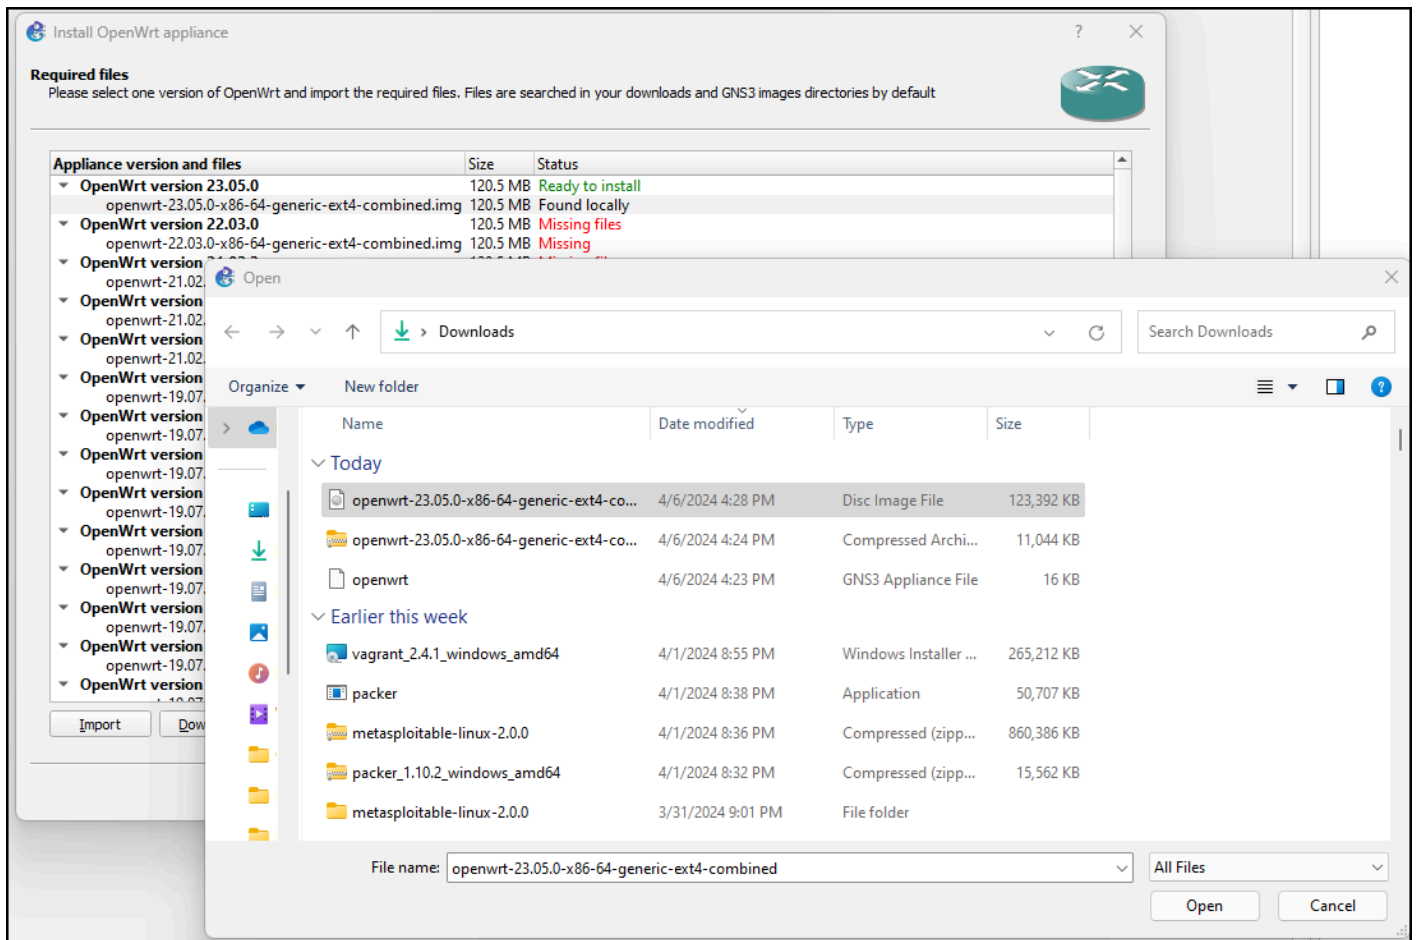 Install OpenWrt appliance
Required files
Please select one version of OpenWrt and import the required files. Files are searched in your downloads and GNS3 images directories by default
Appliance version and files Size Status
OpenWrt version 23.05.0 120.5 MB Ready to install
openwrt-23.05.0-x86-64-generic-ext4-combined.img 120.5 MB Found locally
OpenWrt version 22.03.0 120.5 MB Missing files
openwrt-22.03.0-x86-64-generic-ext4-combined.img 120.5 MB Missing
OpenWrt version
openwrt-21.02.
OpenWrt version
openwrt-21.02.
OpenWrt version
openwrt-21.02.
OpenWrt version
openwrt-19.07.
OpenWrt version
openwrt-19.07.
OpenWrt version
openwrt-19.07.
OpenWrt version
openwrt-19.07.
OpenWrt version
openwrt-19.07.
OpenWrt version
openwrt-19.07.
OpenWrt version
openwrt-19.07.
OpenWrt version
openwrt-19.07.
OpenWrt version
Import Dow
Open
Downloads
Search Downloads
Organize New folder
Name Date modified Type Size
Today
openwrt-23.05.0-x86-64-generic-ext4-co... 4/6/2024 4:28 PM Disc Image File 123,392 KB
openwrt-23.05.0-x86-64-generic-ext4-co... 4/6/2024 4:24 PM Compressed Archi... 11,044 KB
openwrt 4/6/2024 4:23 PM GNS3 Appliance File 16 KB
Earlier this week
vagrant_2.4.1_windows_amd64 4/1/2024 8:55 PM Windows Installer ... 265,212 KB
packer 4/1/2024 8:38 PM Application 50,707 KB
metasploitable-linux-2.0.0 4/1/2024 8:36 PM Compressed (zipp... 860,386 KB
packer_1.10.2_windows_amd64 4/1/2024 8:32 PM Compressed (zipp... 15,562 KB
metasploitable-linux-2.0.0 3/31/2024 9:01 PM File folder
File name: openwrt-23.05.0-x86-64-generic-ext4-combined All Files
Open Cancel